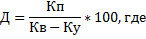 Д = Кп / (Кв − Ку) * 100, где